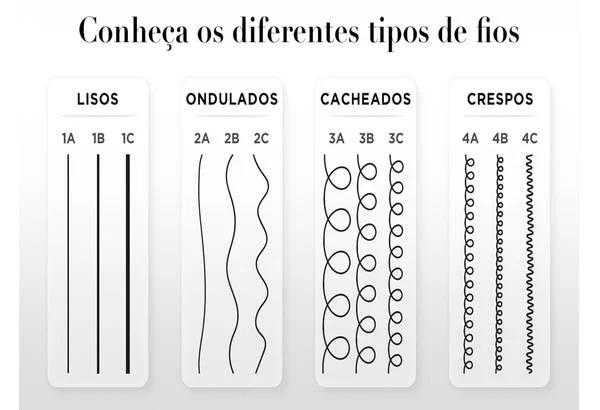 Conheça os diferentes tipos de fios
LISOS
1A 1B 1C
ONDULADOS
2A 2B 2C
CACHEADOS
3A 3B 3C
CRESPOS
4A 4B 4C